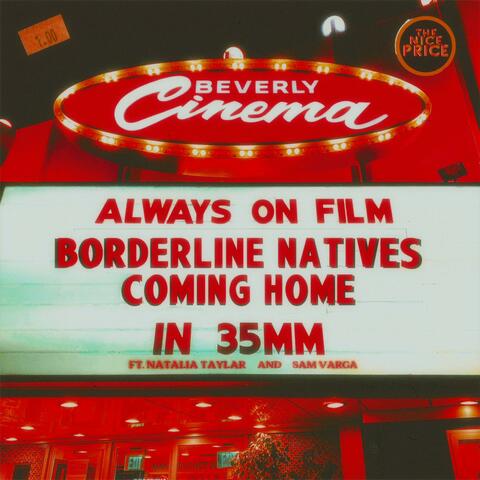 1.00
THE
NICE
PRICE
BEVERLY
Cinema
ALWAYS ON FILM
BORDERLINE NATIVES
COMING HOME
IN 35MM
FT. NATALIA TAYLAR AND SAM VARGA